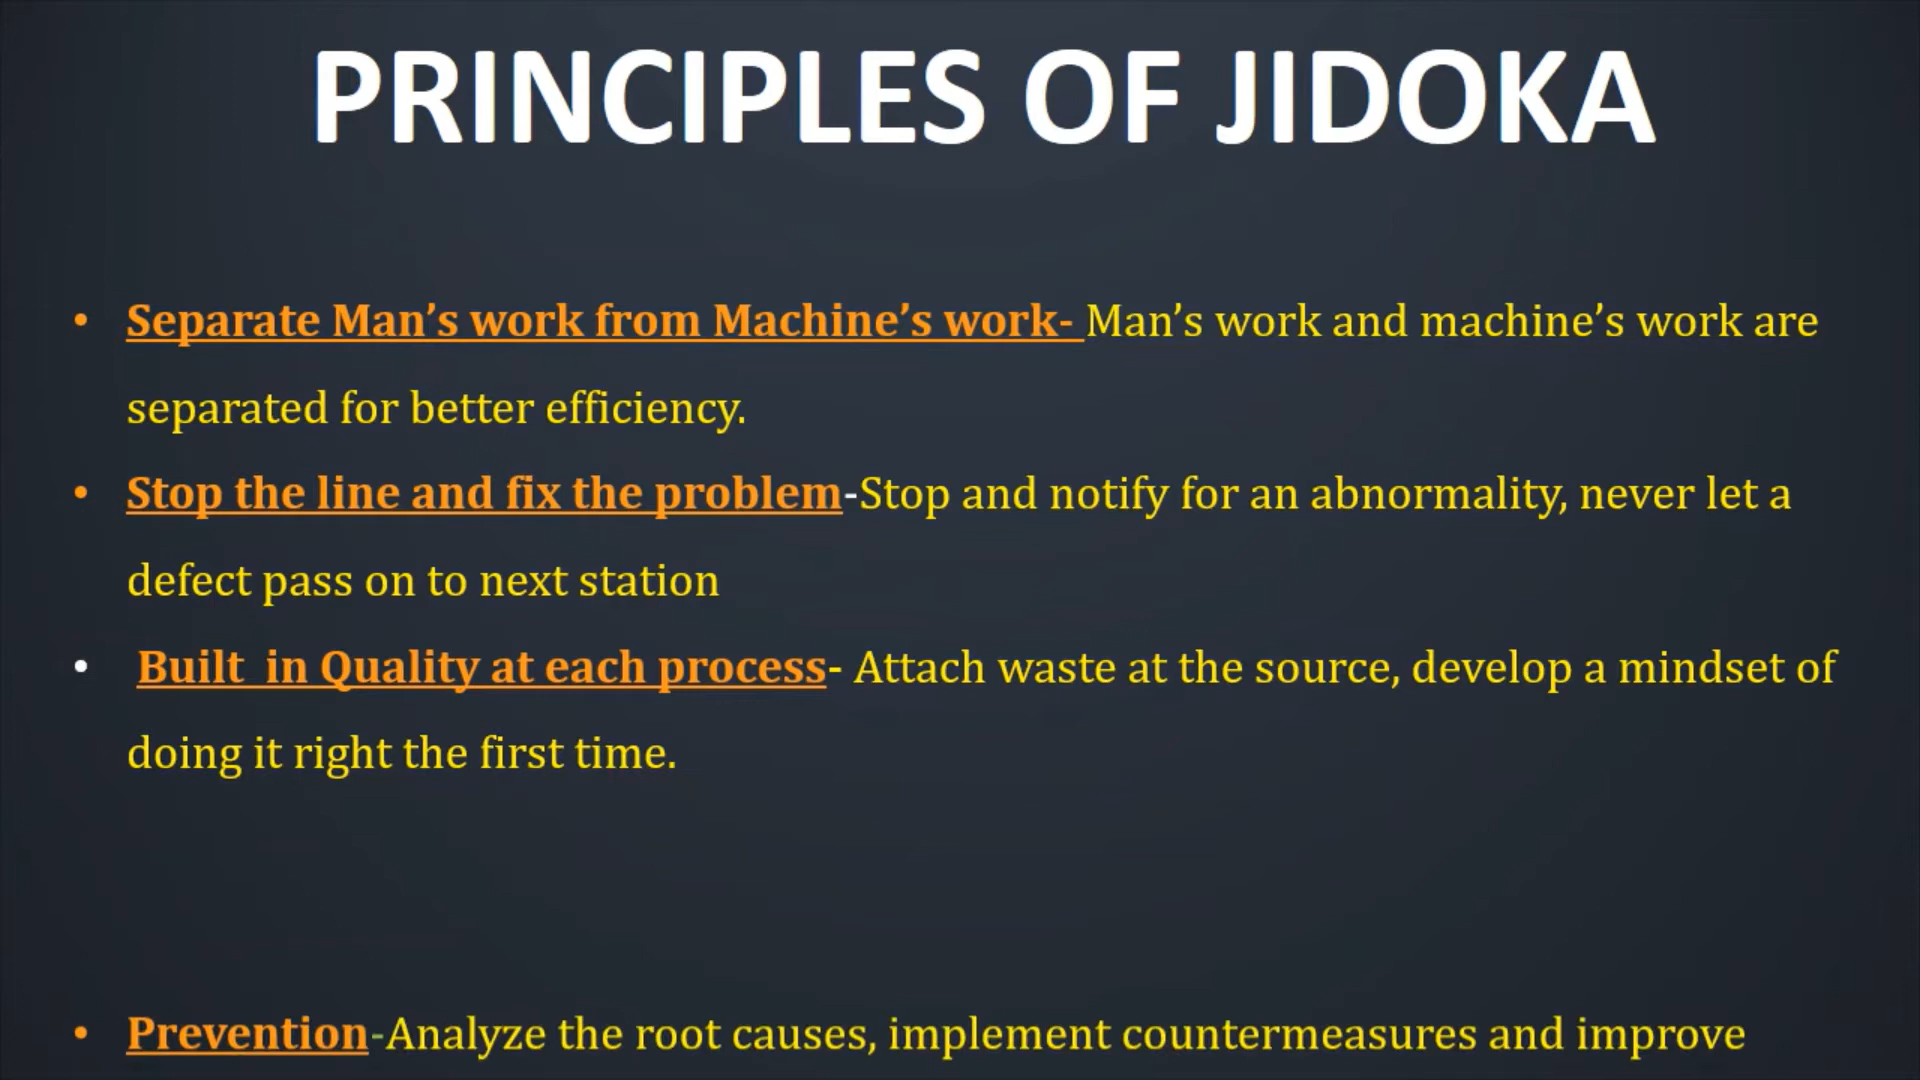 PRINCIPLES OF JIDOKA
• Separate Man’s work from Machine’s work- Man’s work and machine’s work are
separated for better efficiency.
• Stop the line and fix the problem-Stop and notify for an abnormality, never let a
defect pass on to next station
• Built in Quality at each process- Attach waste at the source, develop a mindset of
doing it right the first time.
• Prevention-Analyze the root causes, implement countermeasures and improve